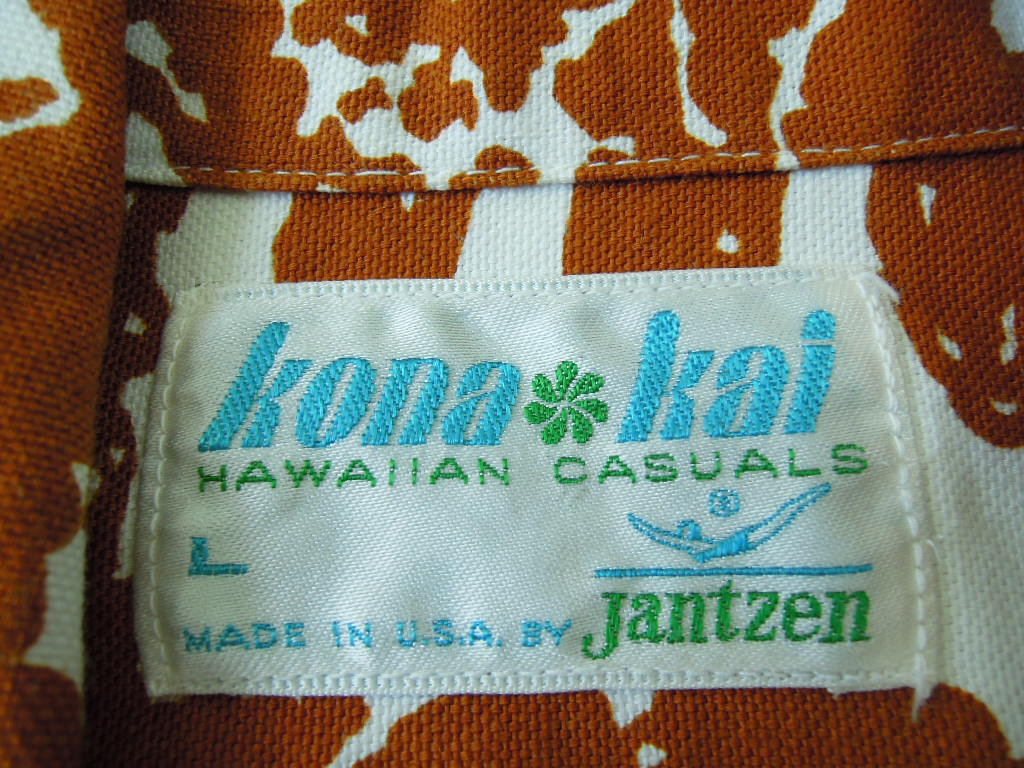 kona kai
HAWAIIAN CASUALS
®
L
MADE IN U.S.A. BY Jantzen